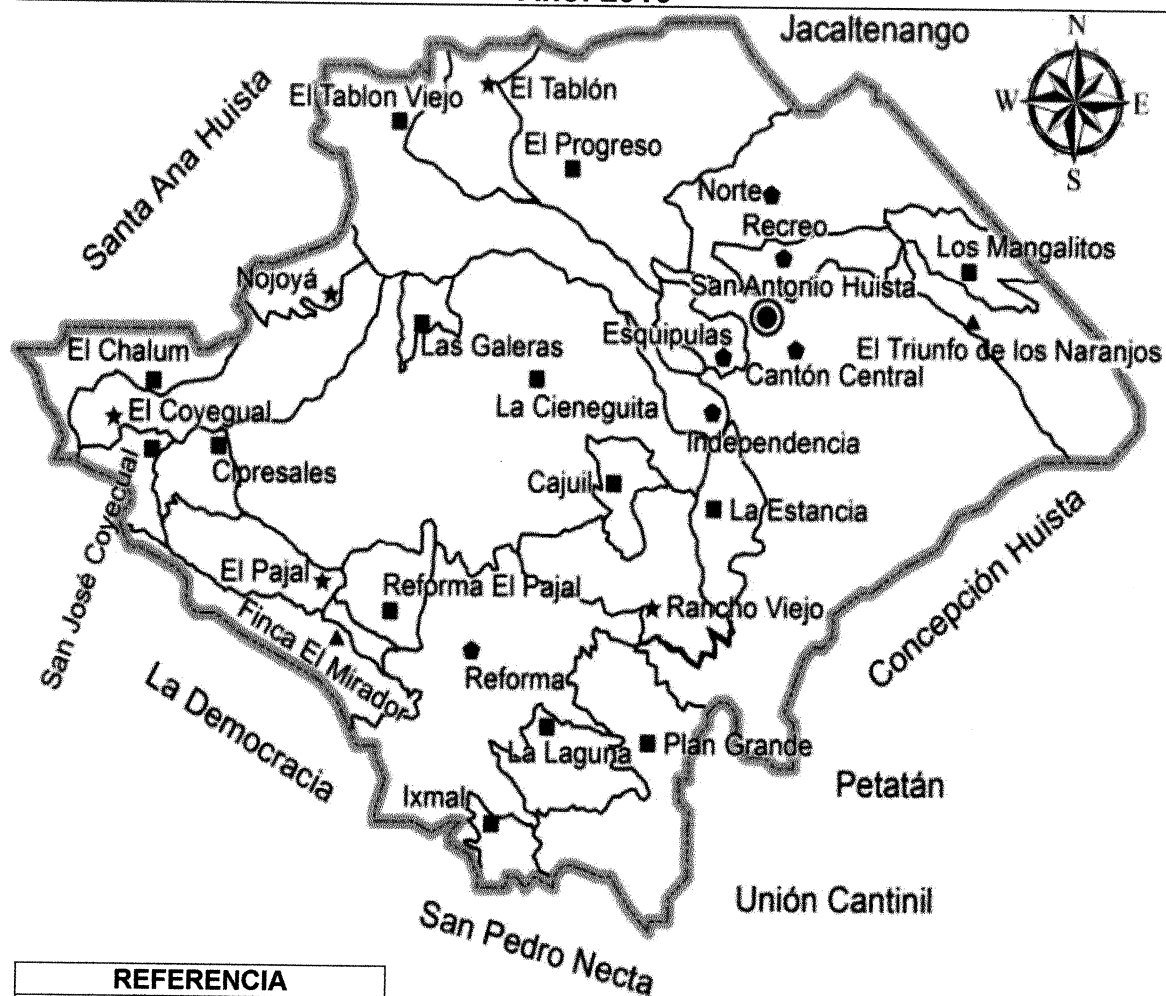 Jacaltenango
N
W
E
S
El Tablon Viejo
El Tablón
El Progreso
Santa Ana Huista
Norte
Recreo
Los Mangalitos
Nojoyá
San Antonio Huista
El Chalum
Las Galeras
Esquipulas
El Triunfo de los Naranjos
Cantón Central
El Coyegual
La Cieneguita
Independencia
Cipresales
San José Coyecual
Cajuil
La Estancia
Concepción Huista
El Pajal
Reforma El Pajal
Rancho Viejo
Finca El Mirador
Reforma
La Democracia
La Laguna
Plan Grande
Ixmal
Petatán
Unión Cantinil
San Pedro Necta
REFERENCIA